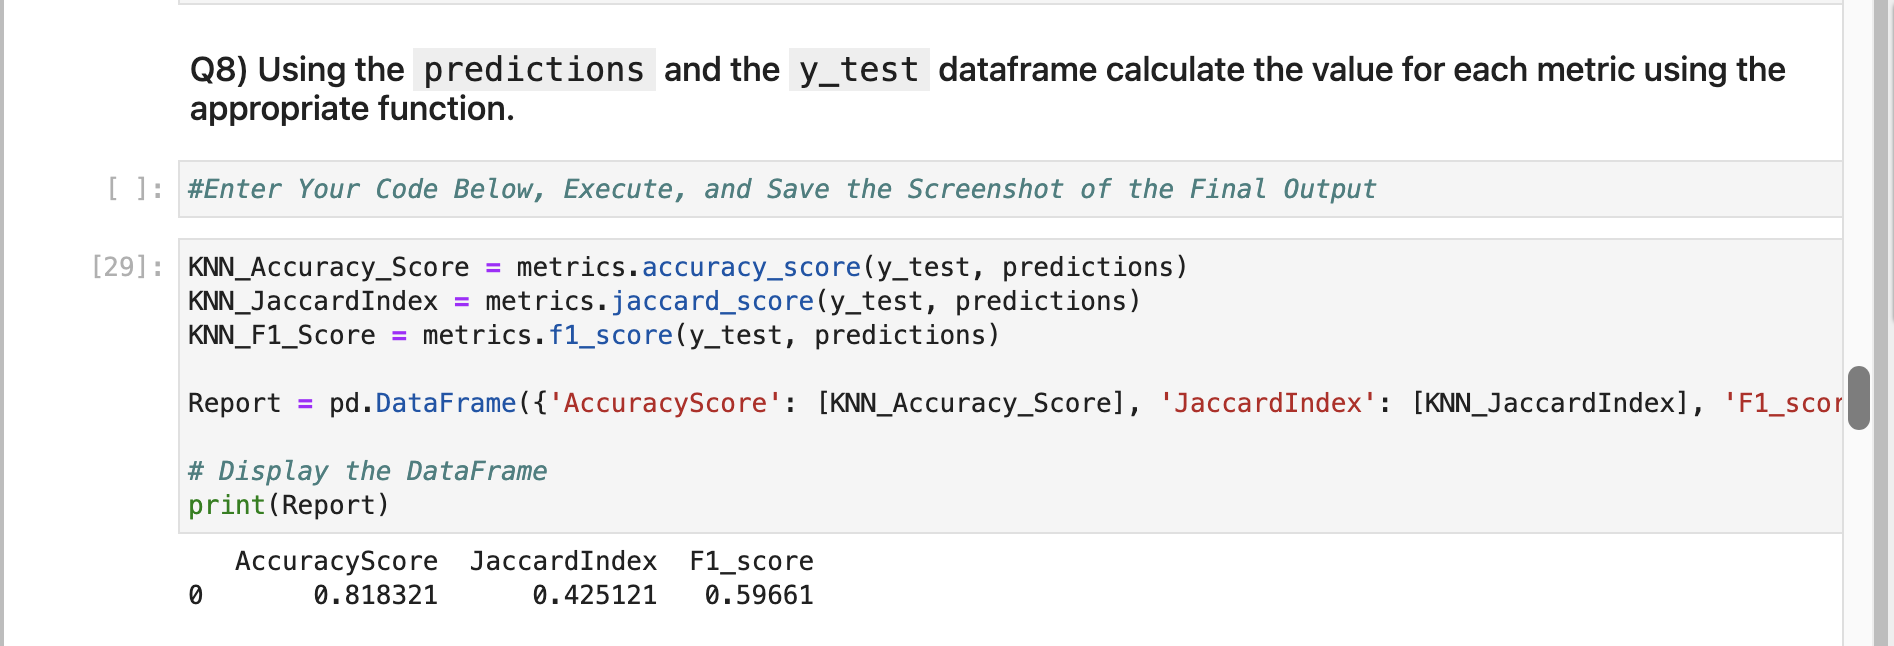 Q8) Using the predictions and the y_test dataframe calculate the value for each metric using the
appropriate function.
[ ]: #Enter Your Code Below, Execute, and Save the Screenshot of the Final Output
[29]: KNN_Accuracy_Score = metrics.accuracy_score(y_test, predictions)
KNN_JaccardIndex = metrics.jaccard_score(y_test, predictions)
KNN_F1_Score = metrics.f1_score(y_test, predictions)
Report = pd.DataFrame({'AccuracyScore': [KNN_Accuracy_Score], 'JaccardIndex': [KNN_JaccardIndex], 'F1_scor
# Display the DataFrame
print(Report)
AccuracyScore JaccardIndex F1_score
0 0.818321 0.425121 0.59661